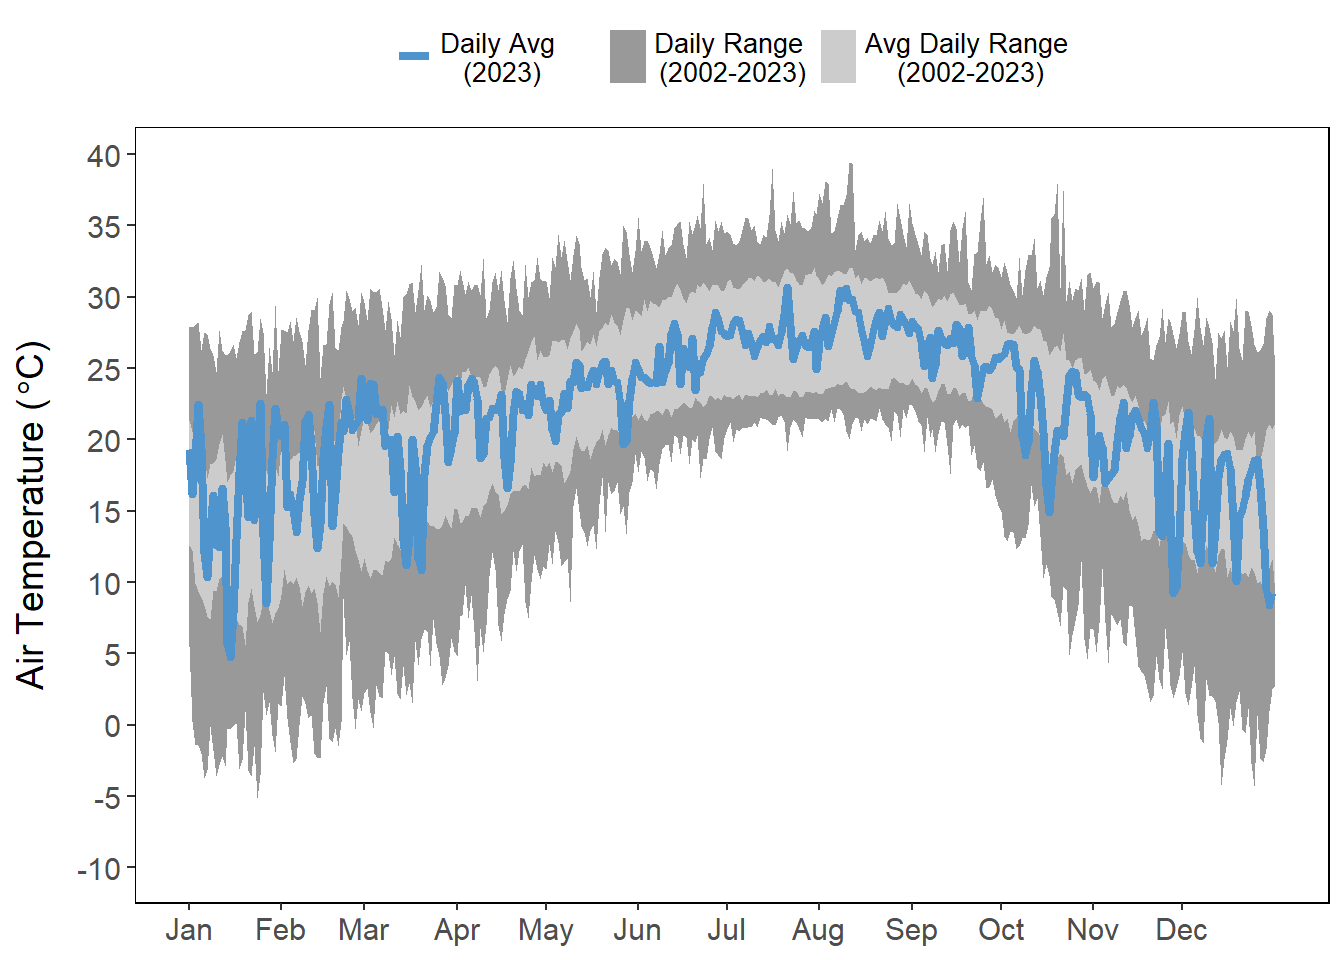 Daily Avg
(2023)
Daily Range
(2002-2023)
Avg Daily Range
(2002-2023)
Air Temperature (°C)
40
35
30
25
20
15
10
5
0
-5
-10
Jan Feb Mar Apr May Jun Jul Aug Sep Oct Nov Dec